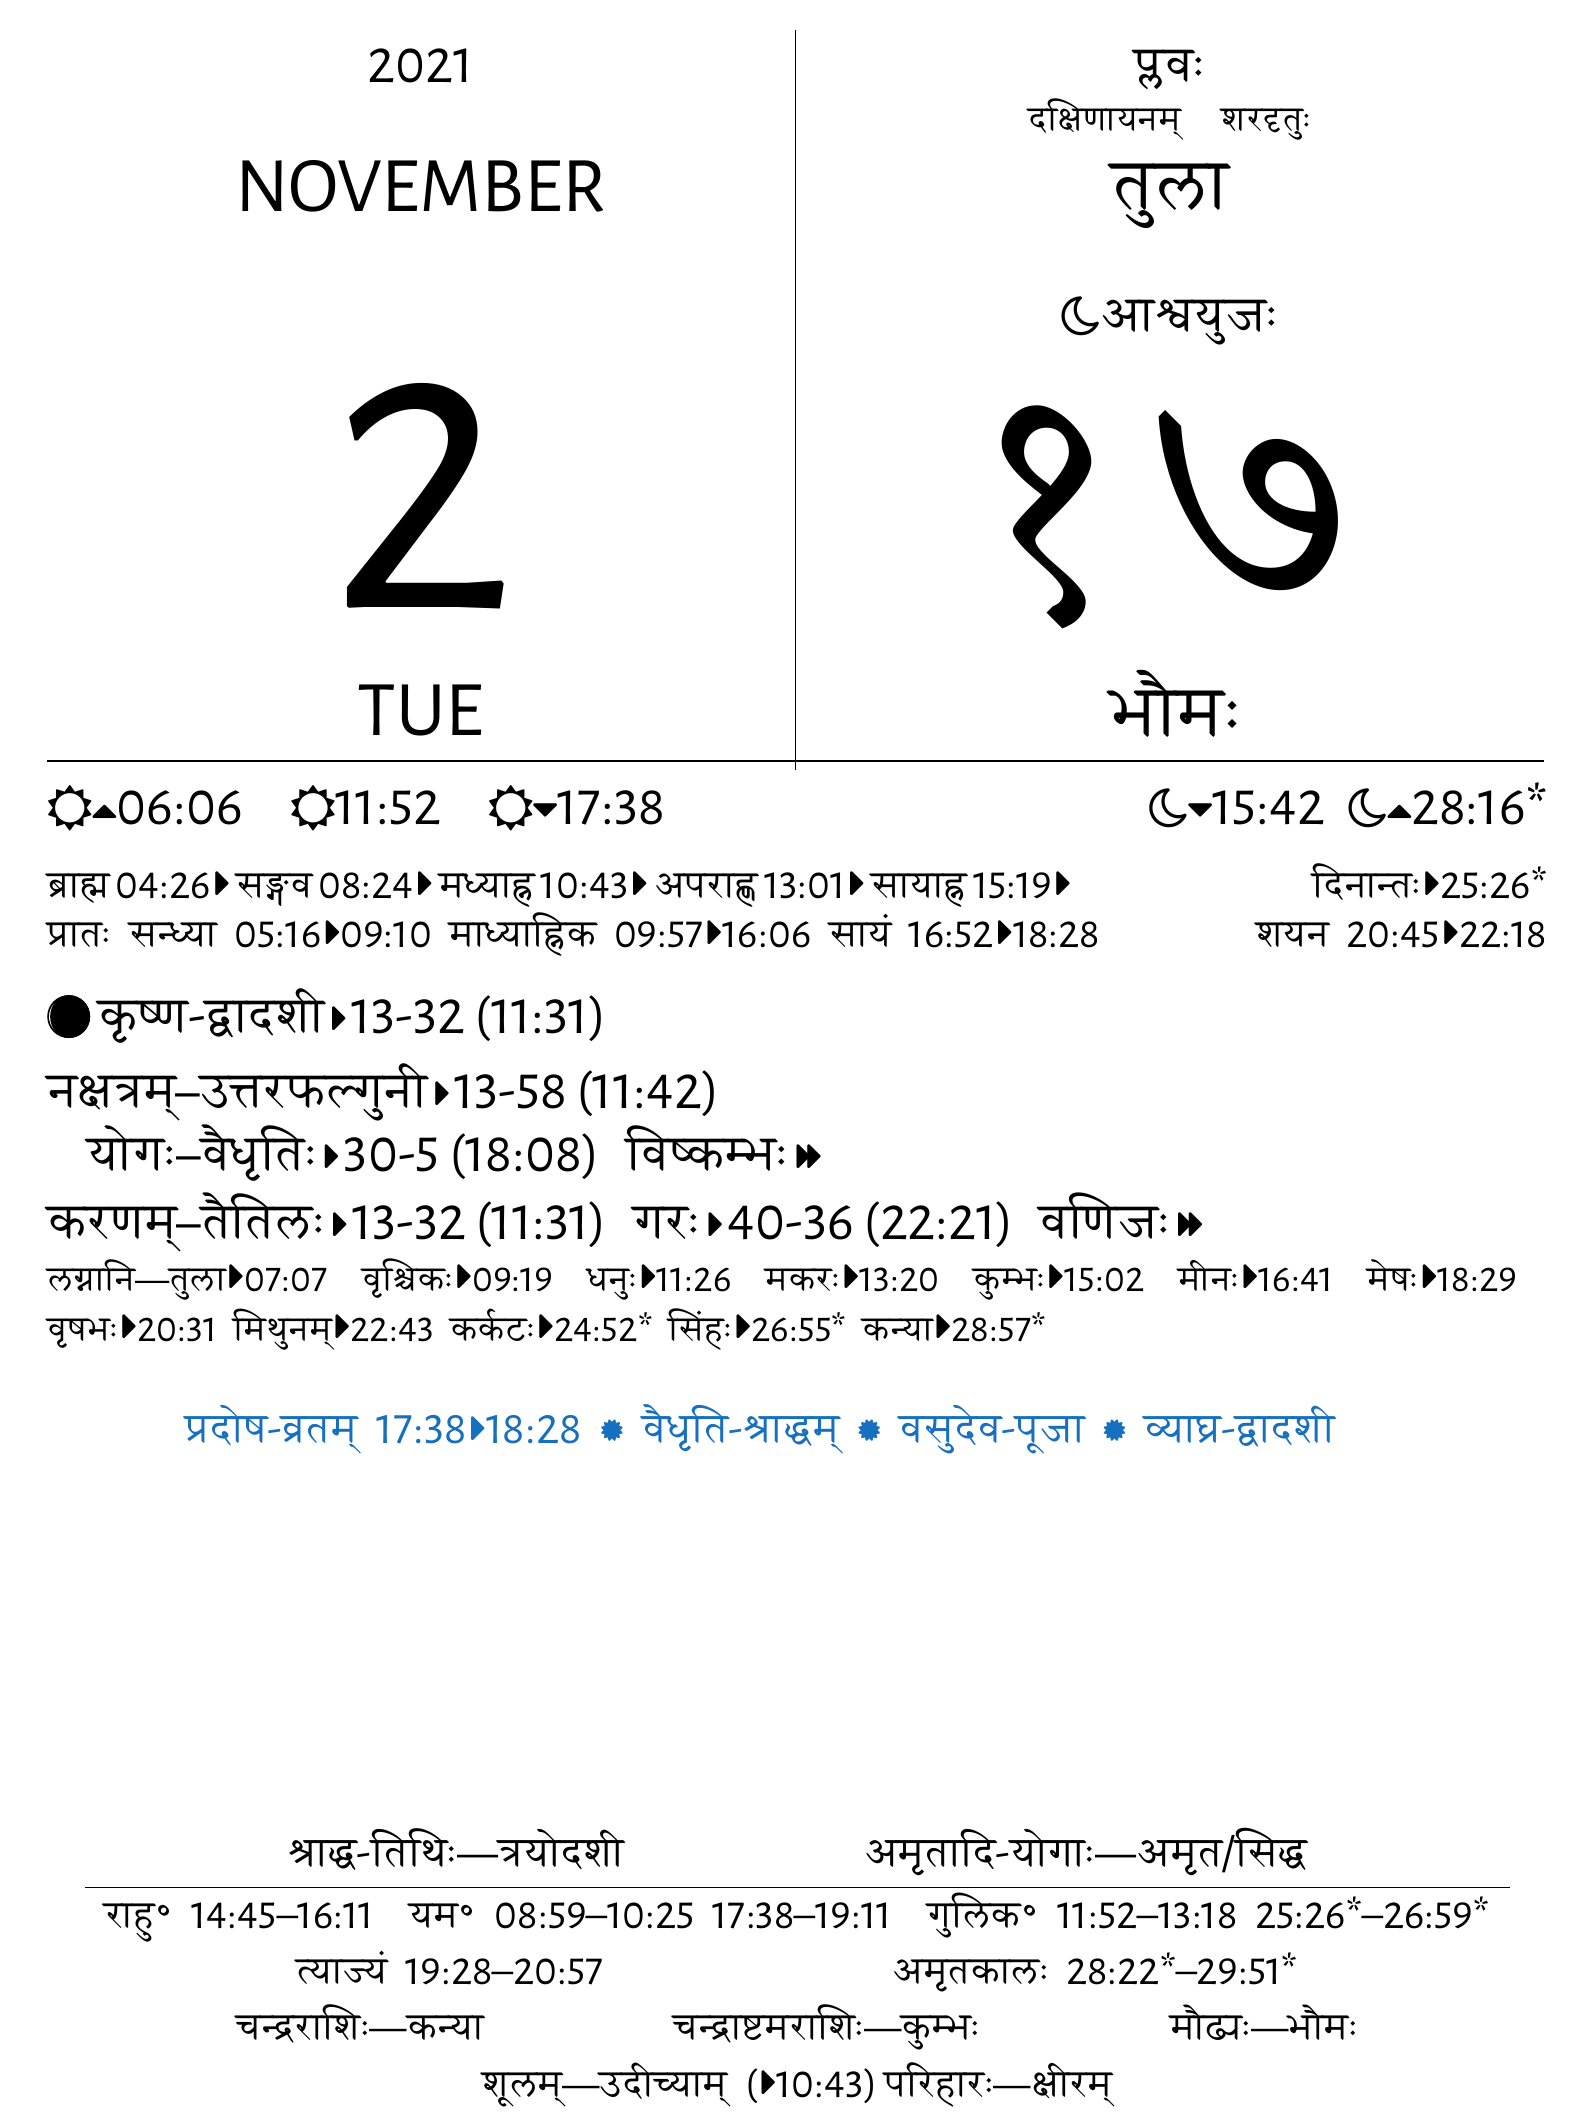 2021
NOVEMBER
2
TUE
प्लवः
दक्षिणायनम् शरदृतुः
तुला
आश्वयुजः
१७
भौमः
06:06 11:52 17:38 15:42 28:16*
ब्राह्म 04:26 सङ्गव 08:24 मध्याह्न 10:43 अपराह्ण 13:01 सायाह्न 15:19 दिनान्तः 25:26*
प्रातः सन्ध्या 05:16 09:10 माध्याह्निक 09:57 16:06 सायं 16:52 18:28 शयन 20:45 22:18
कृष्ण-द्वादशी 13-32 (11:31)
नक्षत्रम्–उत्तरफल्गुनी 13-58 (11:42)
योगः–वैधृतिः 30-5 (18:08) विष्कम्भः
करणम्–तैतिलः 13-32 (11:31) गरः 40-36 (22:21) वणिजः
लग्नानि—तुला 07:07 वृश्चिकः 09:19 धनुः 11:26 मकरः 13:20 कुम्भः 15:02 मीनः 16:41 मेषः 18:29
वृषभः 20:31 मिथुनम् 22:43 कर्कटः 24:52* सिंहः 26:55* कन्या 28:57*
प्रदोष-व्रतम् 17:38 18:28 वैधृति-श्राद्धम् वसुदेव-पूजा व्याघ्र-द्वादशी
श्राद्ध-तिथिः—त्रयोदशी अमृतादि-योगाः—अमृत/सिद्ध
राहु॰ 14:45–16:11 यम॰ 08:59–10:25 17:38–19:11 गुलिक॰ 11:52–13:18 25:26*–26:59*
त्याज्यं 19:28–20:57 अमृतकालः 28:22*–29:51*
चन्द्रराशिः—कन्या चन्द्राष्टमराशिः—कुम्भः मौढ्यः—भौमः
शूलम्—उदीच्याम् (10:43) परिहारः—क्षीरम्